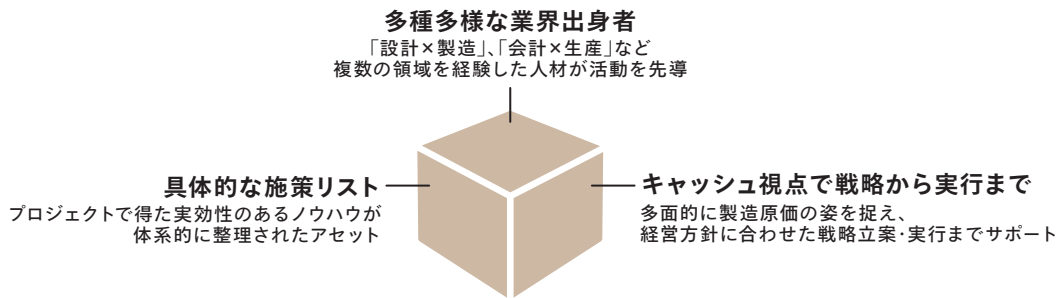 多種多様な業界出身者
「設計×製造」、「会計×生産」など
複数の領域を経験した人材が活動を先導
具体的な施策リスト
プロジェクトで得た実効性のあるノウハウが
体系的に整理されたアセット
キャッシュ視点で戦略から実行まで
多面的に製造原価の姿を捉え、
経営方針に合わせた戦略立案・実行までサポート